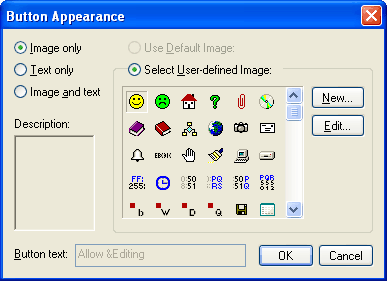 Button Appearance
Image only
Use Default Image:
Text only
Select User-defined Image:
Image and text
New...
Description:
Edit...
Button text:
Allow &Editing
OK
Cancel